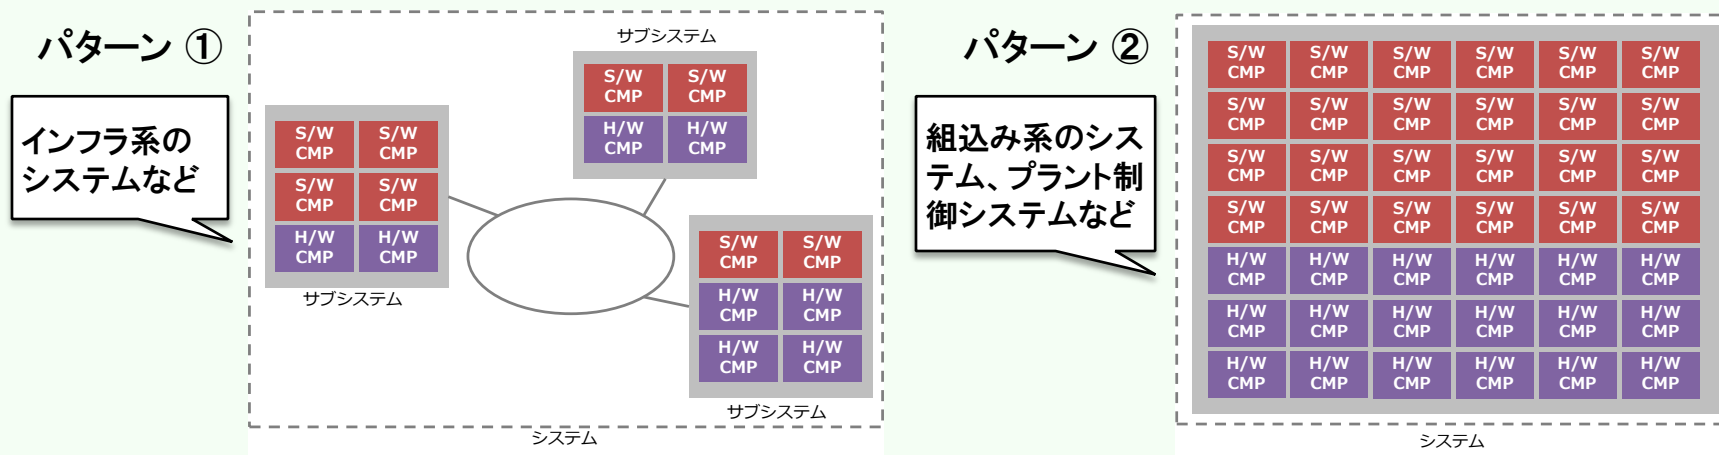 パターン ①
インフラ系の
システムなど
サブシステム
S/W S/W
CMP CMP
H/W H/W
CMP CMP
S/W S/W
CMP CMP
S/W S/W
CMP CMP
H/W H/W
CMP CMP
サブシステム
S/W S/W
CMP CMP
H/W H/W
CMP CMP
H/W H/W
CMP CMP
サブシステム
システム
パターン ②
組込み系のシス
テム、プラント制
御システムなど
S/W S/W S/W S/W S/W S/W
CMP CMP CMP CMP CMP CMP
S/W S/W S/W S/W S/W S/W
CMP CMP CMP CMP CMP CMP
S/W S/W S/W S/W S/W S/W
CMP CMP CMP CMP CMP CMP
S/W S/W S/W S/W S/W S/W
CMP CMP CMP CMP CMP CMP
H/W H/W H/W H/W H/W H/W
CMP CMP CMP CMP CMP CMP
H/W H/W H/W H/W H/W H/W
CMP CMP CMP CMP CMP CMP
H/W H/W H/W H/W H/W H/W
CMP CMP CMP CMP CMP CMP
システム